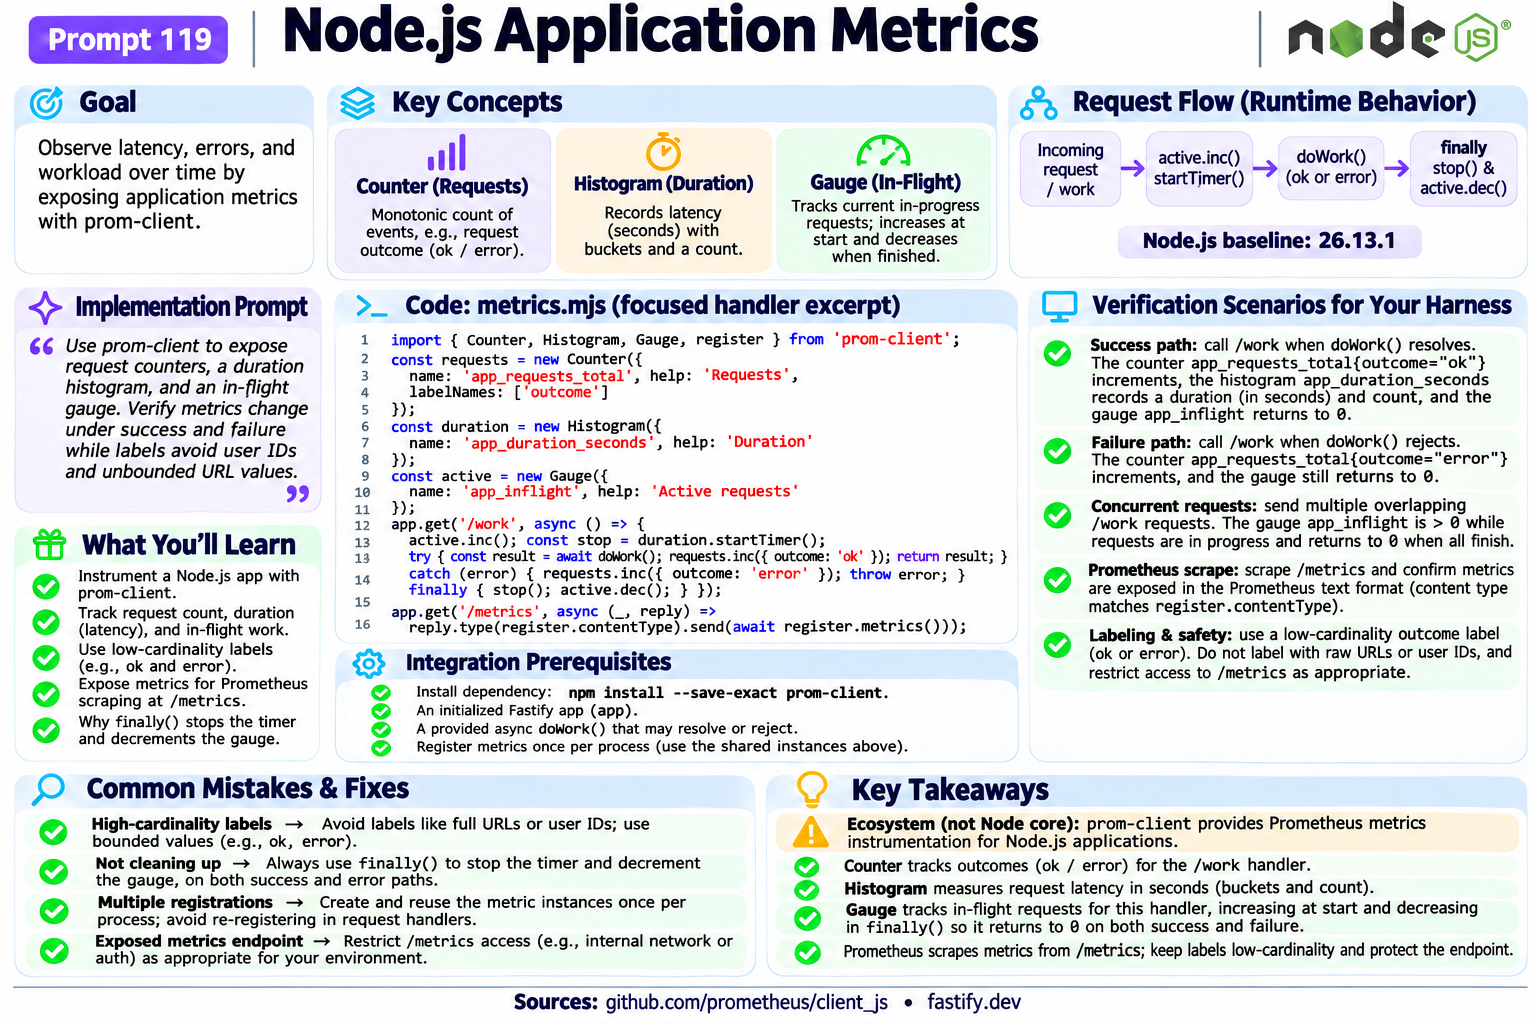 Prompt 119
Node.js Application Metrics
node
JS®
Goal
Observe latency, errors, and
workload over time by
exposing application metrics
with prom-client.
Key Concepts
Counter (Requests)
Monotonic count of
events, e.g., request
outcome (ok / error).
Histogram (Duration)
Records latency
(seconds) with
buckets and a count.
Gauge (In-Flight)
Tracks current in-progress
requests; increases at
start and decreases
when finished.
Request Flow (Runtime Behavior)
Incoming
request
/ work
→
active.inc()
startTimer()
→
doWork()
(ok or error)
→
finally
stop() &
active.dec()
Node.js baseline: 26.13.1
Implementation Prompt
“ Use prom-client to expose
request counters, a duration
histogram, and an in-flight
gauge. Verify metrics change
under success and failure
while labels avoid user IDs
and unbounded URL values. ”
What You’ll Learn
Instrument a Node.js app with
prom-client.
Track request count, duration
(latency), and in-flight work.
Use low-cardinality labels
(e.g., ok and error).
Expose metrics for Prometheus
scraping at /metrics.
Why finally() stops the timer
and decrements the gauge.
Code: metrics.mjs (focused handler excerpt)
1 import { Counter, Histogram, Gauge, register } from 'prom-client';
2 const requests = new Counter({
3 name: 'app_requests_total', help: 'Requests',
4 labelNames: ['outcome']
5 });
6 const duration = new Histogram({
7 name: 'app_duration_seconds', help: 'Duration'
8 });
9 const active = new Gauge({
10 name: 'app_inflight', help: 'Active requests'
11 });
12 app.get('/work', async () => {
13 active.inc(); const stop = duration.startTimer();
13 try { const result = await doWork(); requests.inc({ outcome: 'ok' }); return result; }
14 catch (error) { requests.inc({ outcome: 'error' }); throw error; }
finally { stop(); active.dec(); } });
15 app.get('/metrics', async (_, reply) =>
16 reply.type(register.contentType).send(await register.metrics()));
Integration Prerequisites
Install dependency: npm install --save-exact prom-client.
An initialized Fastify app (app).
A provided async doWork() that may resolve or reject.
Register metrics once per process (use the shared instances above).
Verification Scenarios for Your Harness
Success path: call /work when doWork() resolves.
The counter app_requests_total{outcome="ok"}
increments, the histogram app_duration_seconds
records a duration (in seconds) and count, and the
gauge app_inflight returns to 0.
Failure path: call /work when doWork() rejects.
The counter app_requests_total{outcome="error"}
increments, and the gauge still returns to 0.
Concurrent requests: send multiple overlapping
/work requests. The gauge app_inflight is > 0 while
requests are in progress and returns to 0 when all finish.
Prometheus scrape: scrape /metrics and confirm metrics
are exposed in the Prometheus text format (content type
matches register.contentType).
Labeling & safety: use a low-cardinality outcome label
(ok or error). Do not label with raw URLs or user IDs, and
restrict access to /metrics as appropriate.
Common Mistakes & Fixes
High-cardinality labels → Avoid labels like full URLs or user IDs; use
bounded values (e.g., ok, error).
Not cleaning up → Always use finally() to stop the timer and decrement
the gauge, on both success and error paths.
Multiple registrations → Create and reuse the metric instances once per
process; avoid re-registering in request handlers.
Exposed metrics endpoint → Restrict /metrics access (e.g., internal network or
auth) as appropriate for your environment.
Key Takeaways
Ecosystem (not Node core): prom-client provides Prometheus metrics
instrumentation for Node.js applications.
Counter tracks outcomes (ok / error) for the /work handler.
Histogram measures request latency in seconds (buckets and count).
Gauge tracks in-flight requests for this handler, increasing at start and decreasing
in finally() so it returns to 0 on both success and failure.
Prometheus scrapes metrics from /metrics; keep labels low-cardinality and protect the endpoint.
Sources: github.com/prometheus/client_js • fastify.dev